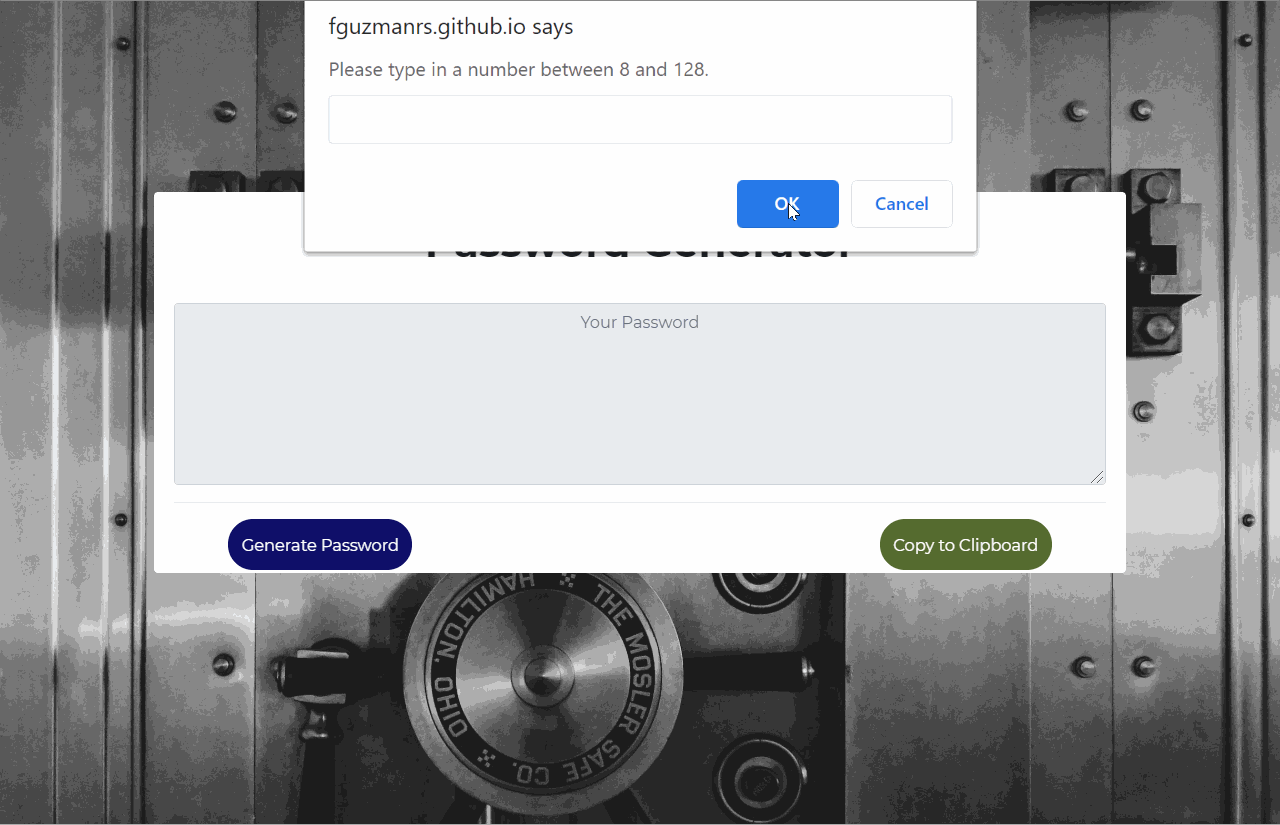 fguzmanrs.github.io says
Please type in a number between 8 and 128.
OK
Cancel
Password Generator
Your Password
Generate Password
Copy to Clipboard
HAMILTON, OHIO
THE MOSLER SAFE CO.